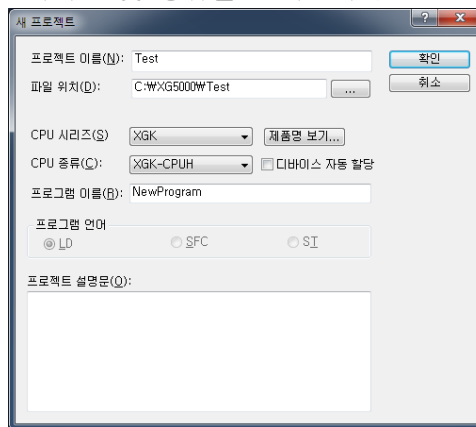 새 프로젝트
프로젝트 이름(N): Test 확인
파일 위치(D): C:₩XG5000₩Test ... 취소
CPU 시리즈(S) XGK 제품명 보기...
CPU 종류(C): XGK-CPUH 디바이스 자동 할당
프로그램 이름(R): NewProgram
프로그램 언어
LD SFC ST
프로젝트 설명문(O):